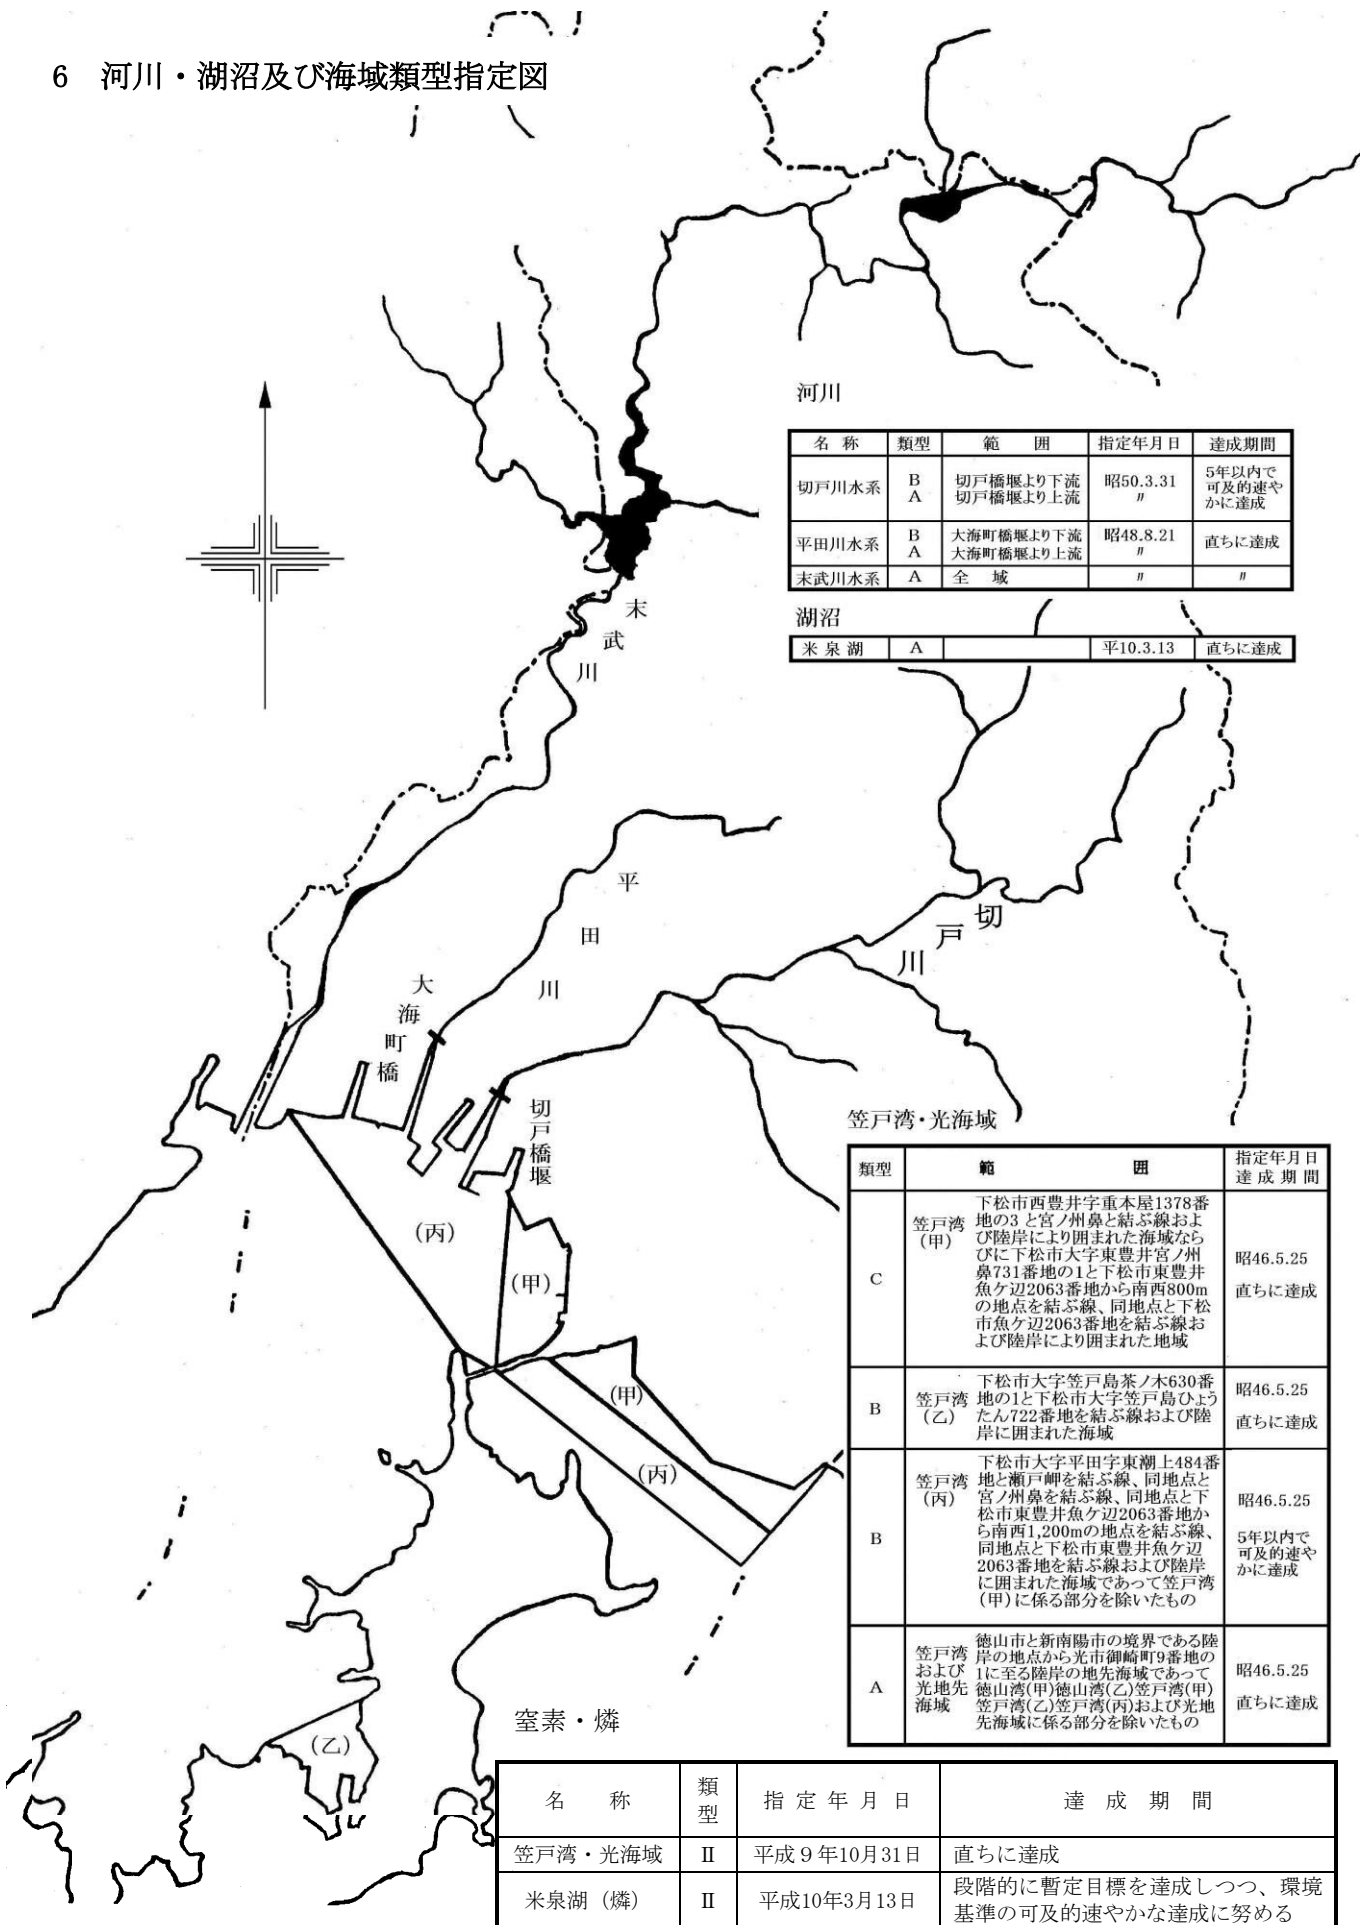 6 河川・湖沼及び海域類型指定図
河川
名称 類型 範囲 指定年月日 達成期間
切戸川水系 B 切戸橋堰より下流 昭50.3.31 5年以内で
A 切戸橋堰より上流 〃 可及的速や
かに達成
平田川水系 B 大海町橋堰より下流 昭48.8.21 直ちに達成
A 大海町橋堰より上流 〃
末武川水系 A 全域 〃 〃
湖沼
米泉湖 A 平10.3.13 直ちに達成
末武川
平田川
切戸川
大海町橋
切戸橋堰
(丙)
(甲)
(甲)
(丙)
(乙)
笠戸湾・光海域
類型 範囲 指定年月日
達成期間
C
笠戸湾
(甲)
下松市西豊井字重本屋1378番
地の3 と宮ノ州鼻と結ぶ線およ
び陸岸により囲まれた海域なら
びに下松市大字東豊井宮ノ州
鼻731番地の1と下松市東豊井
魚ケ辺2063番地から南西800m
の地点を結ぶ線、同地点と下松
市魚ケ辺2063番地を結ぶ線お
よび陸岸により囲まれた地域
昭46.5.25
直ちに達成
B
笠戸湾
(乙)
下松市大字笠戸島茶ノ木630番
地の1と下松市大字笠戸島ひょう
たん722番地を結ぶ線および陸
岸に囲まれた海域
昭46.5.25
直ちに達成
B
笠戸湾
(丙)
下松市大字平田字東潮上484番
地と瀬戸岬を結ぶ線、同地点と
宮ノ州鼻を結ぶ線、同地点と下
松市東豊井魚ケ辺2063番地か
ら南西1,200mの地点を結ぶ線、
同地点と下松市東豊井魚ケ辺
2063番地を結ぶ線および陸岸
に囲まれた海域であって笠戸湾
(甲)に係る部分を除いたもの
昭46.5.25
5年以内で
可及的速や
かに達成
A
笠戸湾
および
光地先
海域
徳山市と新南陽市の境界である陸
岸の地点から光市御崎町9番地の
1に至る陸岸の地先海域であって
徳山湾(甲)徳山湾(乙)笠戸湾(甲)
笠戸湾(乙)笠戸湾(丙)および光地
先海域に係る部分を除いたもの
昭46.5.25
直ちに達成
窒素・燐
名称 類型 指定年月日 達成期間
笠戸湾・光海域 Ⅱ 平成9年10月31日 直ちに達成
米泉湖（燐） Ⅱ 平成10年3月13日 段階的に暫定目標を達成しつつ、環境
基準の可及的速やかな達成に努める